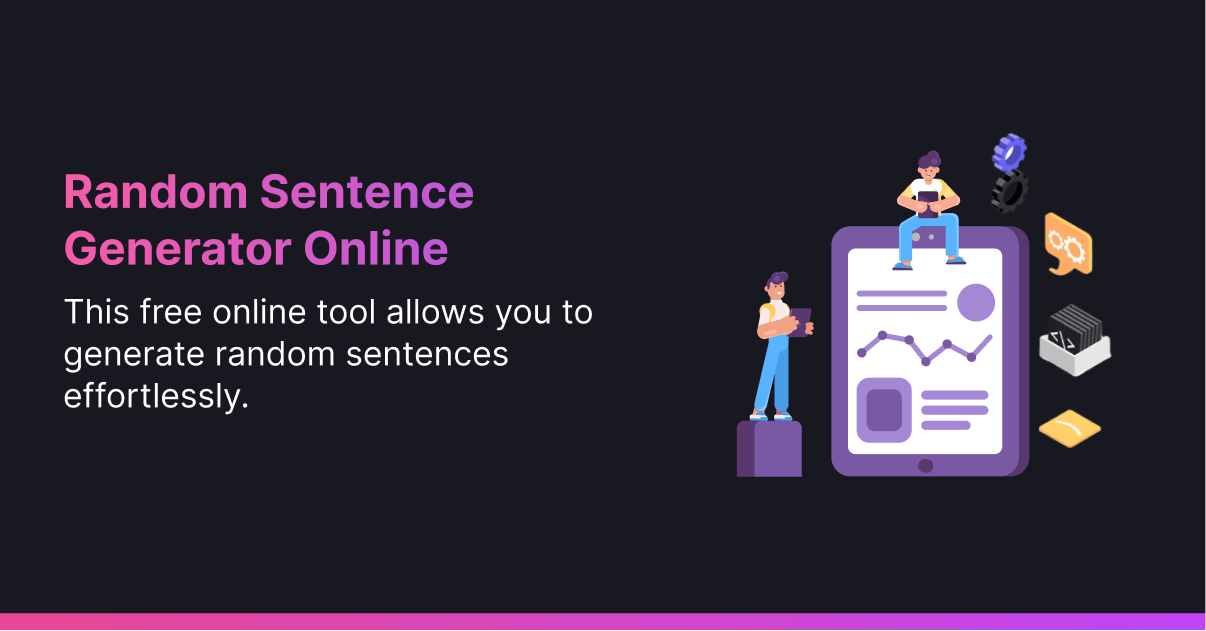 Random Sentence
Generator Online
This free online tool allows you to
generate random sentences
effortlessly.
</>